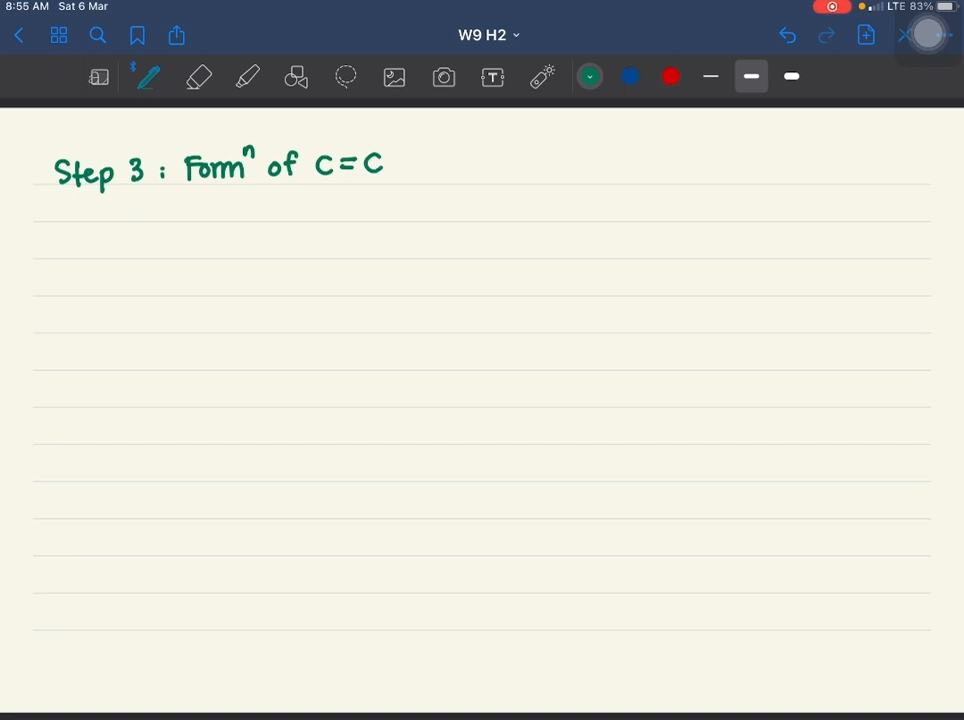 8:55 AM Sat 6 Mar
LTE 83%
W9 H2
T
Step 3 : Formⁿ of C=C